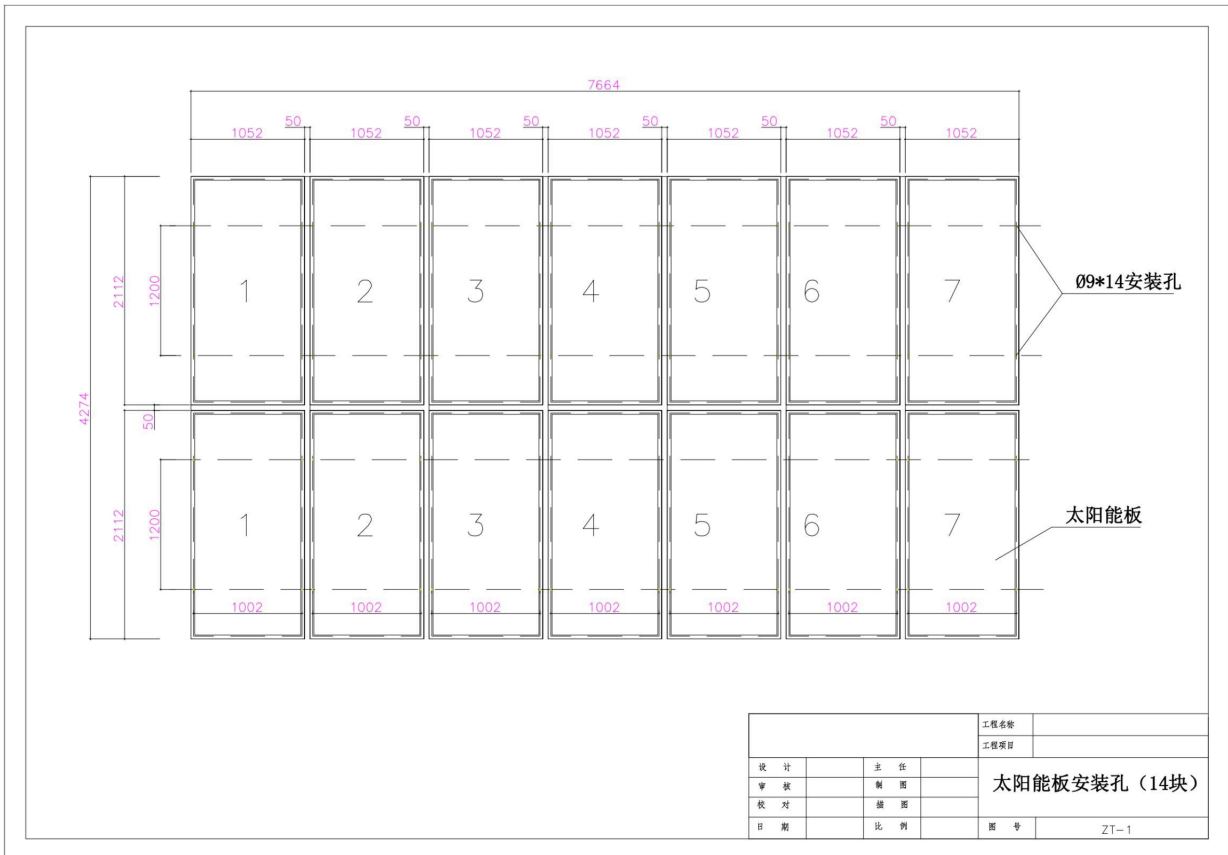 7664
50 50 50 50 50 50
1052 1052 1052 1052 1052 1052 1052
2112
1200
1 2 3 4 5 6 7
Ø9*14安装孔
4274
50
2112
1200
1 2 3 4 5 6 7
太阳能板
1002 1002 1002 1002 1002 1002 1002
工程名称
工程项目
设 计 主 任
太阳能板安装孔（14块）
审 核 制 图
校 对 描 图
日 期 比 例 图 号 ZT-1